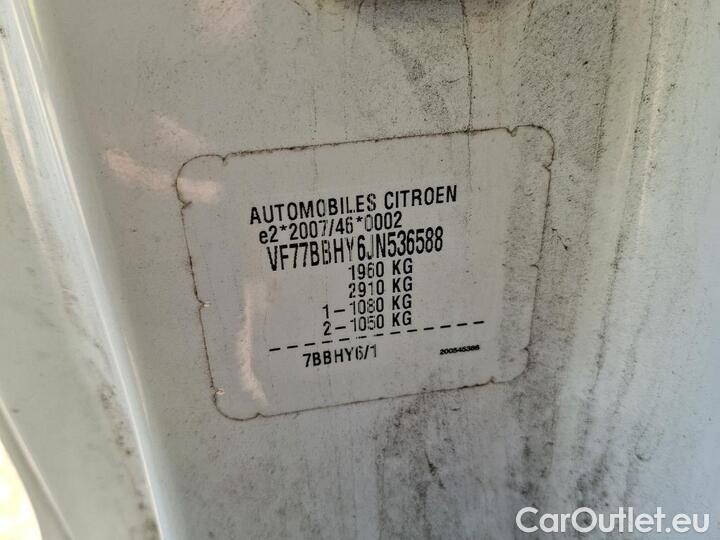 AUTOMOBILES CITROEN
e2*2007/46*0002
VF77BBHY6JN536588
1960 KG
2910 KG
1-1080 KG
2-1050 KG
7BBHY6/1 200545386
CarOutlet.eu